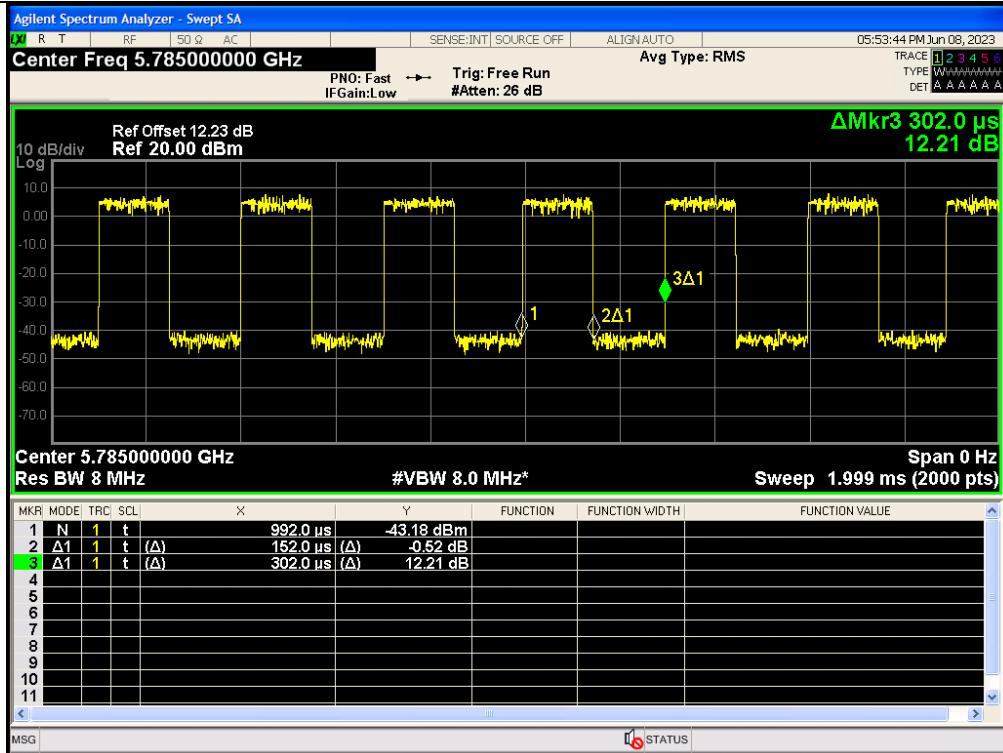 Agilent Spectrum Analyzer - Swept SA
LXI R T RF 50 Ω AC SENSE:INT SOURCE OFF ALIGN AUTO 05:53:44 PM Jun 08, 2023
Center Freq 5.785000000 GHz
PNO: Fast
IFGain:Low
Trig: Free Run
#Atten: 26 dB
Avg Type: RMS
TRACE 1 2 3 4 5 6
TYPE W
DET A A A A A A
ΔMkr3 302.0 µs
12.21 dB
Ref Offset 12.23 dB
10 dB/div Ref 20.00 dBm
Log
10.0
0.00
-10.0
-20.0
-30.0
-40.0
-50.0
-60.0
-70.0
1
2Δ1
3Δ1
Center 5.785000000 GHz Span 0 Hz
Res BW 8 MHz #VBW 8.0 MHz* Sweep 1.999 ms (2000 pts)
MKR MODE TRC SCL X Y FUNCTION FUNCTION WIDTH FUNCTION VALUE
1 N 1 t 992.0 µs -43.18 dBm
2 Δ1 1 t (Δ) 152.0 µs (Δ) -0.52 dB
3 Δ1 1 t (Δ) 302.0 µs (Δ) 12.21 dB
4
5
6
7
8
9
10
11
MSG STATUS